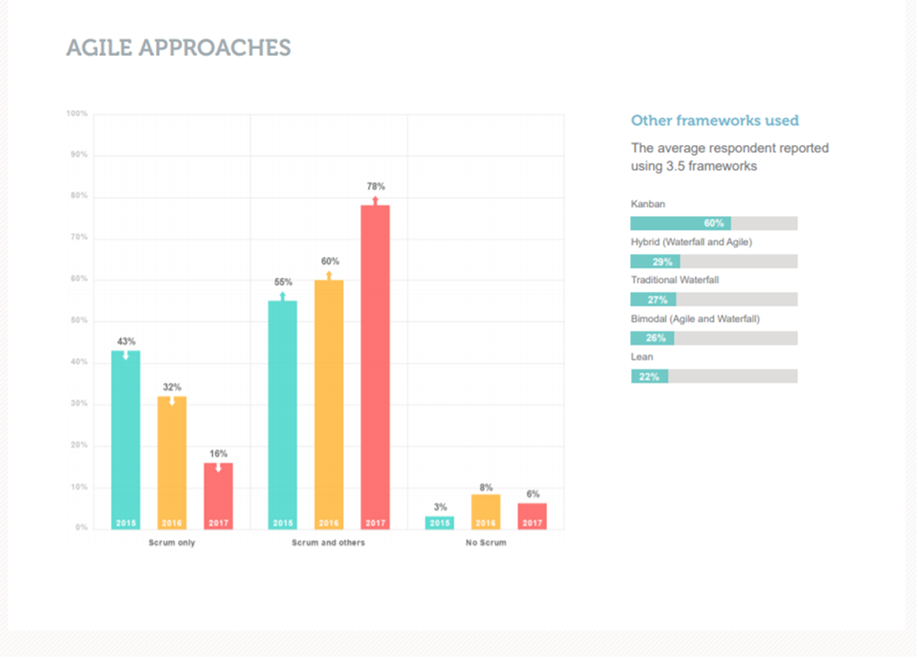 AGILE APPROACHES
100%
90%
80%
70%
60%
50%
40%
30%
20%
10%
0%
43%
32%
16%
55%
60%
78%
3%
8%
6%
2015 2016 2017 2015 2016 2017 2015 2016 2017
Scrum only Scrum and others No Scrum
Other frameworks used
The average respondent reported
using 3.5 frameworks
Kanban
60%
Hybrid (Waterfall and Agile)
29%
Traditional Waterfall
27%
Bimodal (Agile and Waterfall)
26%
Lean
22%